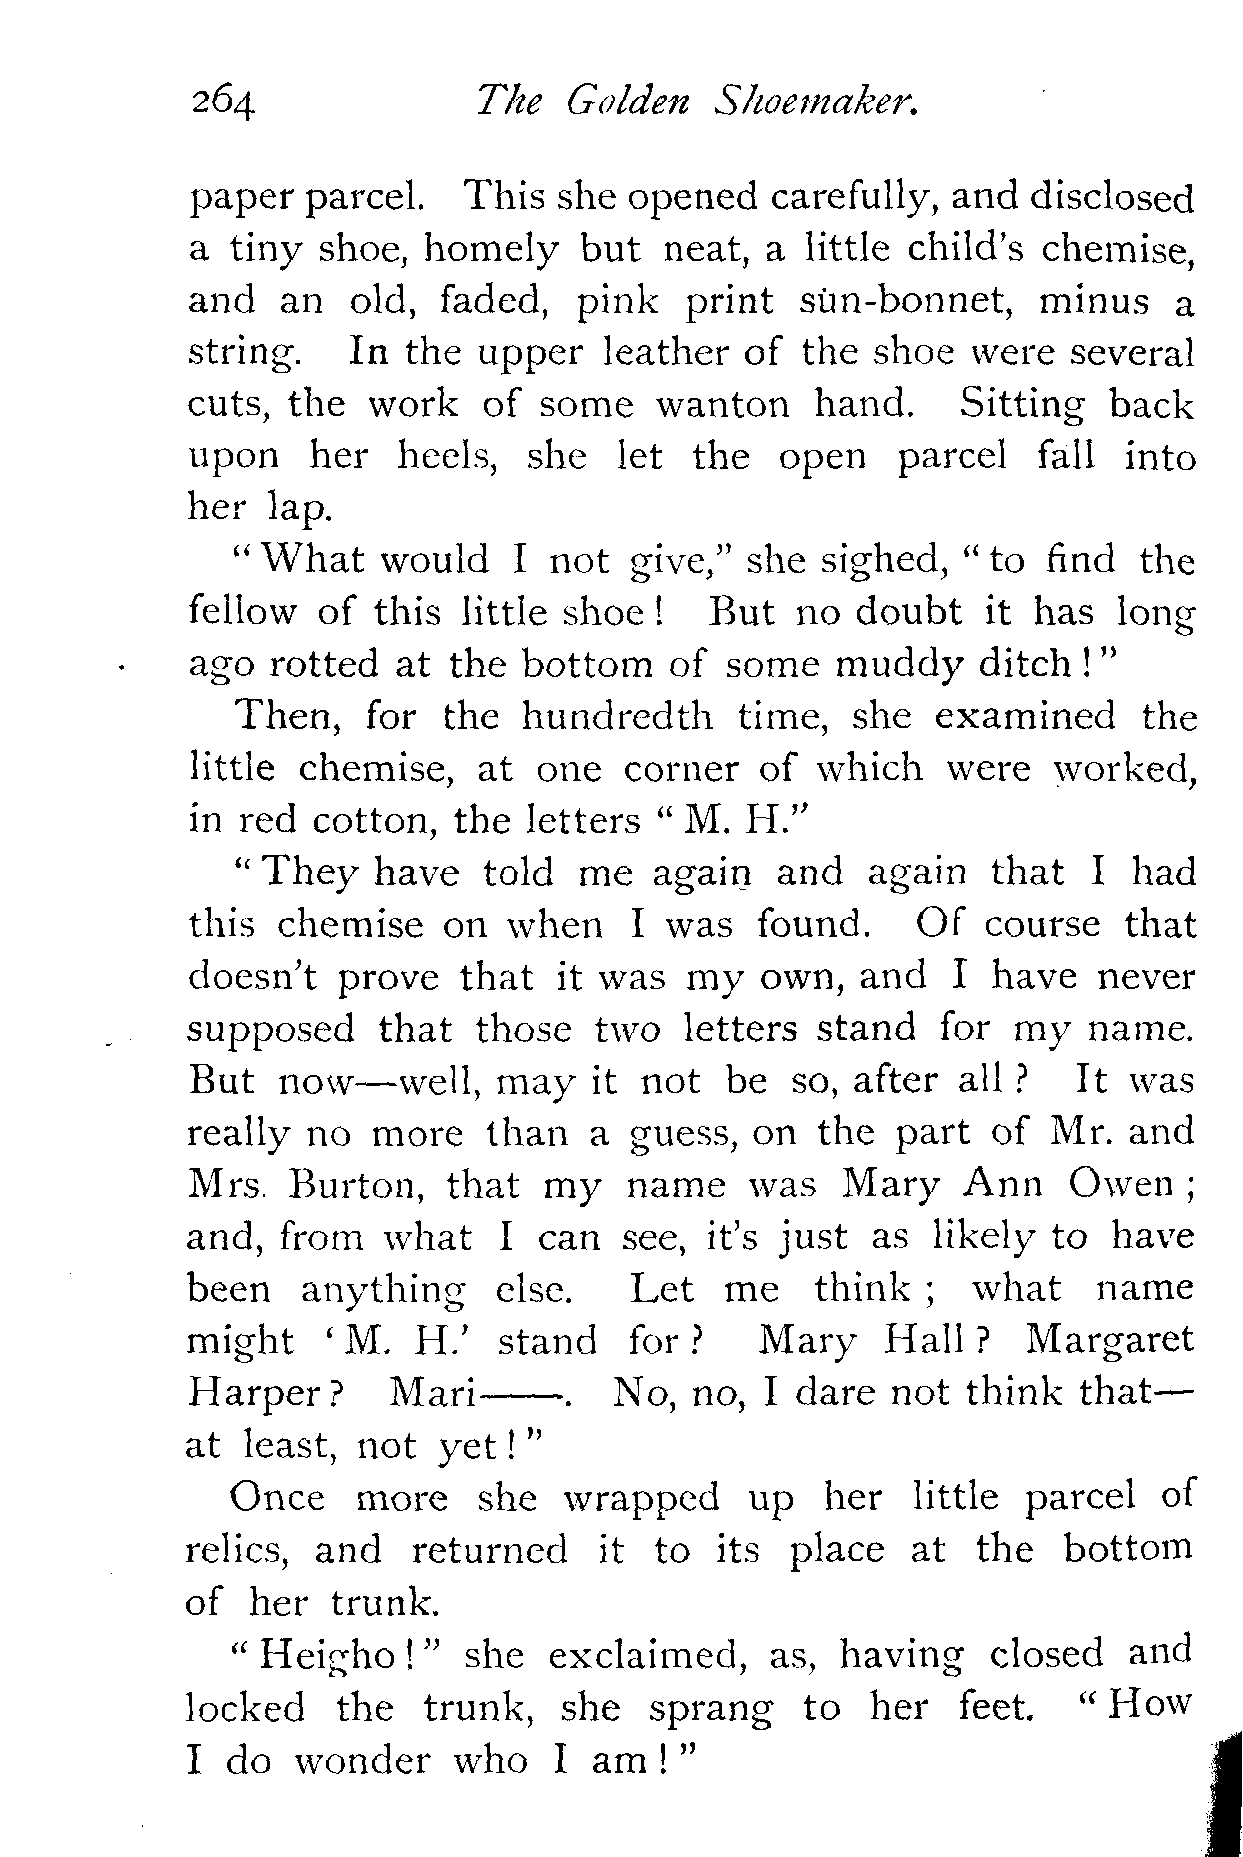 264 The Golden Shoemaker.
paper parcel. This she opened carefully, and disclosed
a tiny shoe, homely but neat, a little child's chemise,
and an old, faded, pink print sun-bonnet, minus a
string. In the upper leather of the shoe were several
cuts, the work of some wanton hand. Sitting back
upon her heels, she let the open parcel fall into
her lap.
“ What would I not give,” she sighed, “ to find the
fellow of this little shoe ! But no doubt it has long
ago rotted at the bottom of some muddy ditch ! ”
Then, for the hundredth time, she examined the
little chemise, at one corner of which were worked,
in red cotton, the letters “ M. H.”
“ They have told me again and again that I had
this chemise on when I was found. Of course that
doesn't prove that it was my own, and I have never
supposed that those two letters stand for my name.
But now—well, may it not be so, after all ? It was
really no more than a guess, on the part of Mr. and
Mrs. Burton, that my name was Mary Ann Owen ;
and, from what I can see, it's just as likely to have
been anything else. Let me think ; what name
might ‘ M. H.’ stand for ? Mary Hall ? Margaret
Harper ? Mari——. No, no, I dare not think that—
at least, not yet ! ”
Once more she wrapped up her little parcel of
relics, and returned it to its place at the bottom
of her trunk.
“ Heigho ! ” she exclaimed, as, having closed and
locked the trunk, she sprang to her feet. “ How
I do wonder who I am ! ”